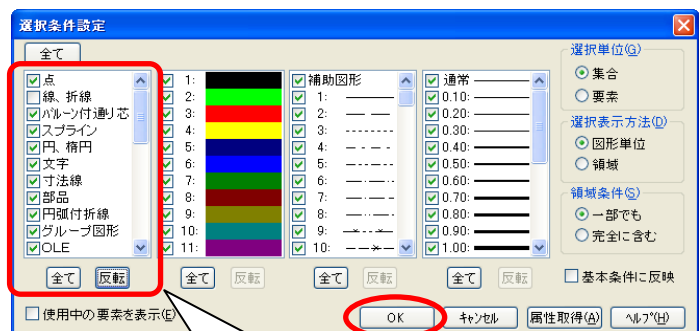 選択条件設定
全て
点
線、折線
バルーン付通り芯
スプライン
円、楕円
文字
寸法線
部品
円弧付折線
グループ図形
OLE
全て 反転
1:
2:
3:
4:
5:
6:
7:
8:
9:
10:
11:
全て 反転
補助図形
1:
2:
3:
4:
5:
6:
7:
8:
9:
10:
全て 反転
通常
0.10:
0.20:
0.30:
0.40:
0.50:
0.60:
0.70:
0.80:
0.90:
1.00:
全て 反転
選択単位(G)
集合
要素
選択表示方法(D)
図形単位
領域
領域条件(S)
一部でも
完全に含む
基本条件に反映
使用中の要素を表示(E)
OK
キャンセル
属性取得(A)
ヘルプ(H)